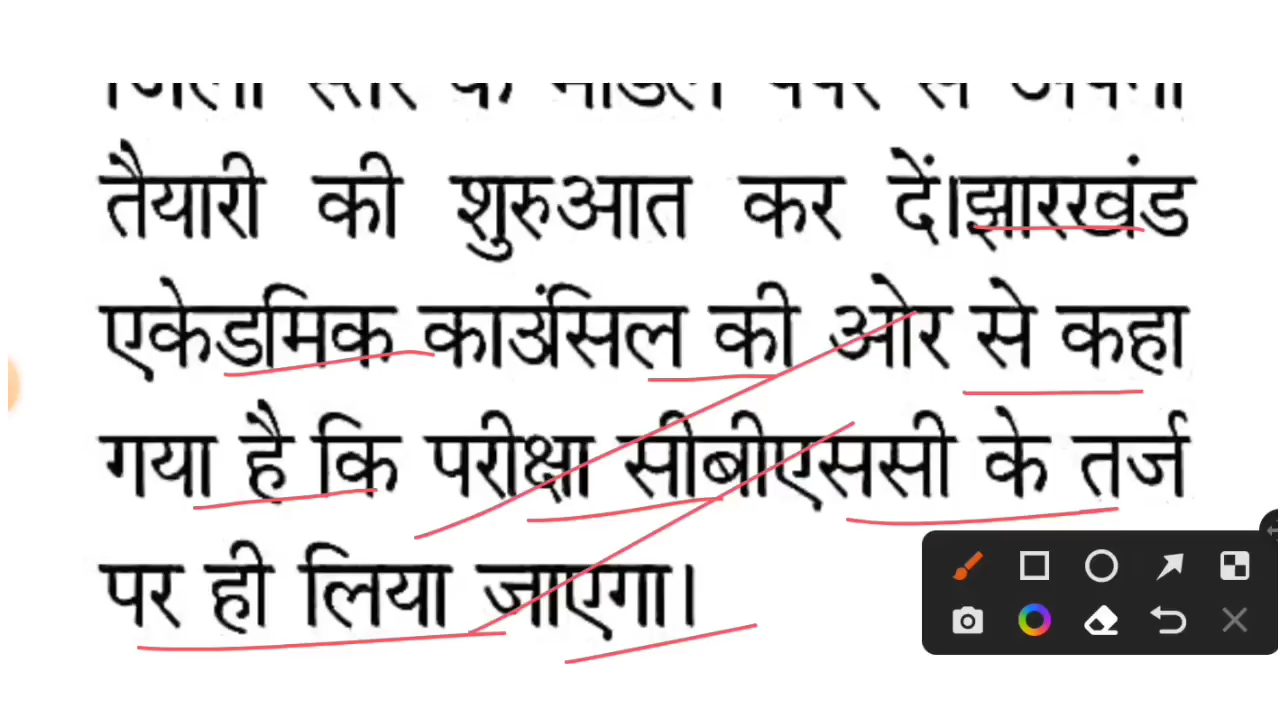 तैयारी की शुरुआत कर दें।झारखंड
एकेडमिक काउंसिल की ओर से कहा
गया है कि परीक्षा सीबीएससी के तर्ज
पर ही लिया जाएगा।